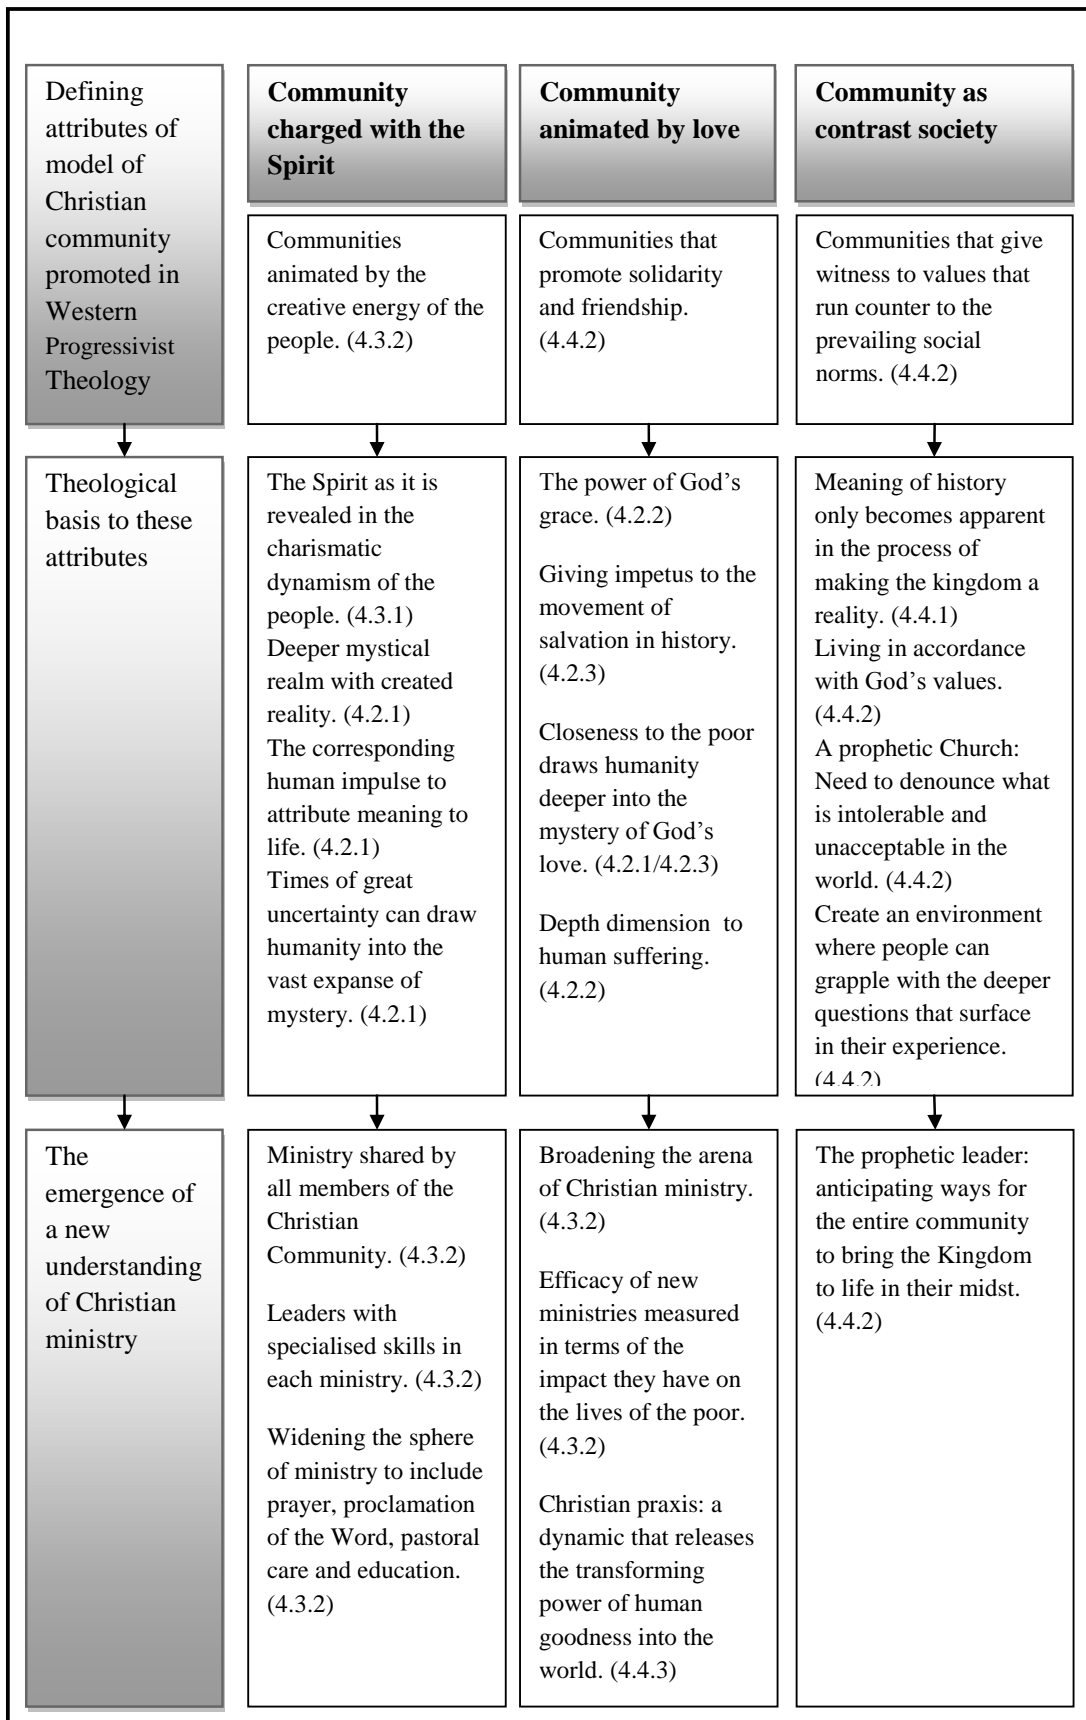 Defining
attributes of
model of
Christian
community
promoted in
Western
Progressivist
Theology
Community
charged with the
Spirit
Community
animated by love
Community as
contrast society
Communities
animated by the
creative energy of the
people. (4.3.2)
Communities that
promote solidarity
and friendship.
(4.4.2)
Communities that give
witness to values that
run counter to the
prevailing social
norms. (4.4.2)
Theological
basis to these
attributes
The Spirit as it is
revealed in the
charismatic
dynamism of the
people. (4.3.1)
Deeper mystical
realm with created
reality. (4.2.1)
The corresponding
human impulse to
attribute meaning to
life. (4.2.1)
Times of great
uncertainty can draw
humanity into the
vast expanse of
mystery. (4.2.1)
The power of God’s
grace. (4.2.2)
Giving impetus to the
movement of
salvation in history.
(4.2.3)
Closeness to the poor
draws humanity
deeper into the
mystery of God’s
love. (4.2.1/4.2.3)
Depth dimension  to
human suffering.
(4.2.2)
Meaning of history
only becomes apparent
in the process of
making the kingdom a
reality. (4.4.1)
Living in accordance
with God’s values.
(4.4.2)
A prophetic Church:
Need to denounce what
is intolerable and
unacceptable in the
world. (4.4.2)
Create an environment
where people can
grapple with the deeper
questions that surface
in their experience.
(4.4.2)
The
emergence of
a new
understanding
of Christian
ministry
Ministry shared by
all members of the
Christian
Community. (4.3.2)
Leaders with
specialised skills in
each ministry. (4.3.2)
Widening the sphere
of ministry to include
prayer, proclamation
of the Word, pastoral
care and education.
(4.3.2)
Broadening the arena
of Christian ministry.
(4.3.2)
Efficacy of new
ministries measured
in terms of the
impact they have on
the lives of the poor.
(4.3.2)
Christian praxis: a
dynamic that releases
the transforming
power of human
goodness into the
world. (4.4.3)
The prophetic leader:
anticipating ways for
the entire community
to bring the Kingdom
to life in their midst.
(4.4.2)